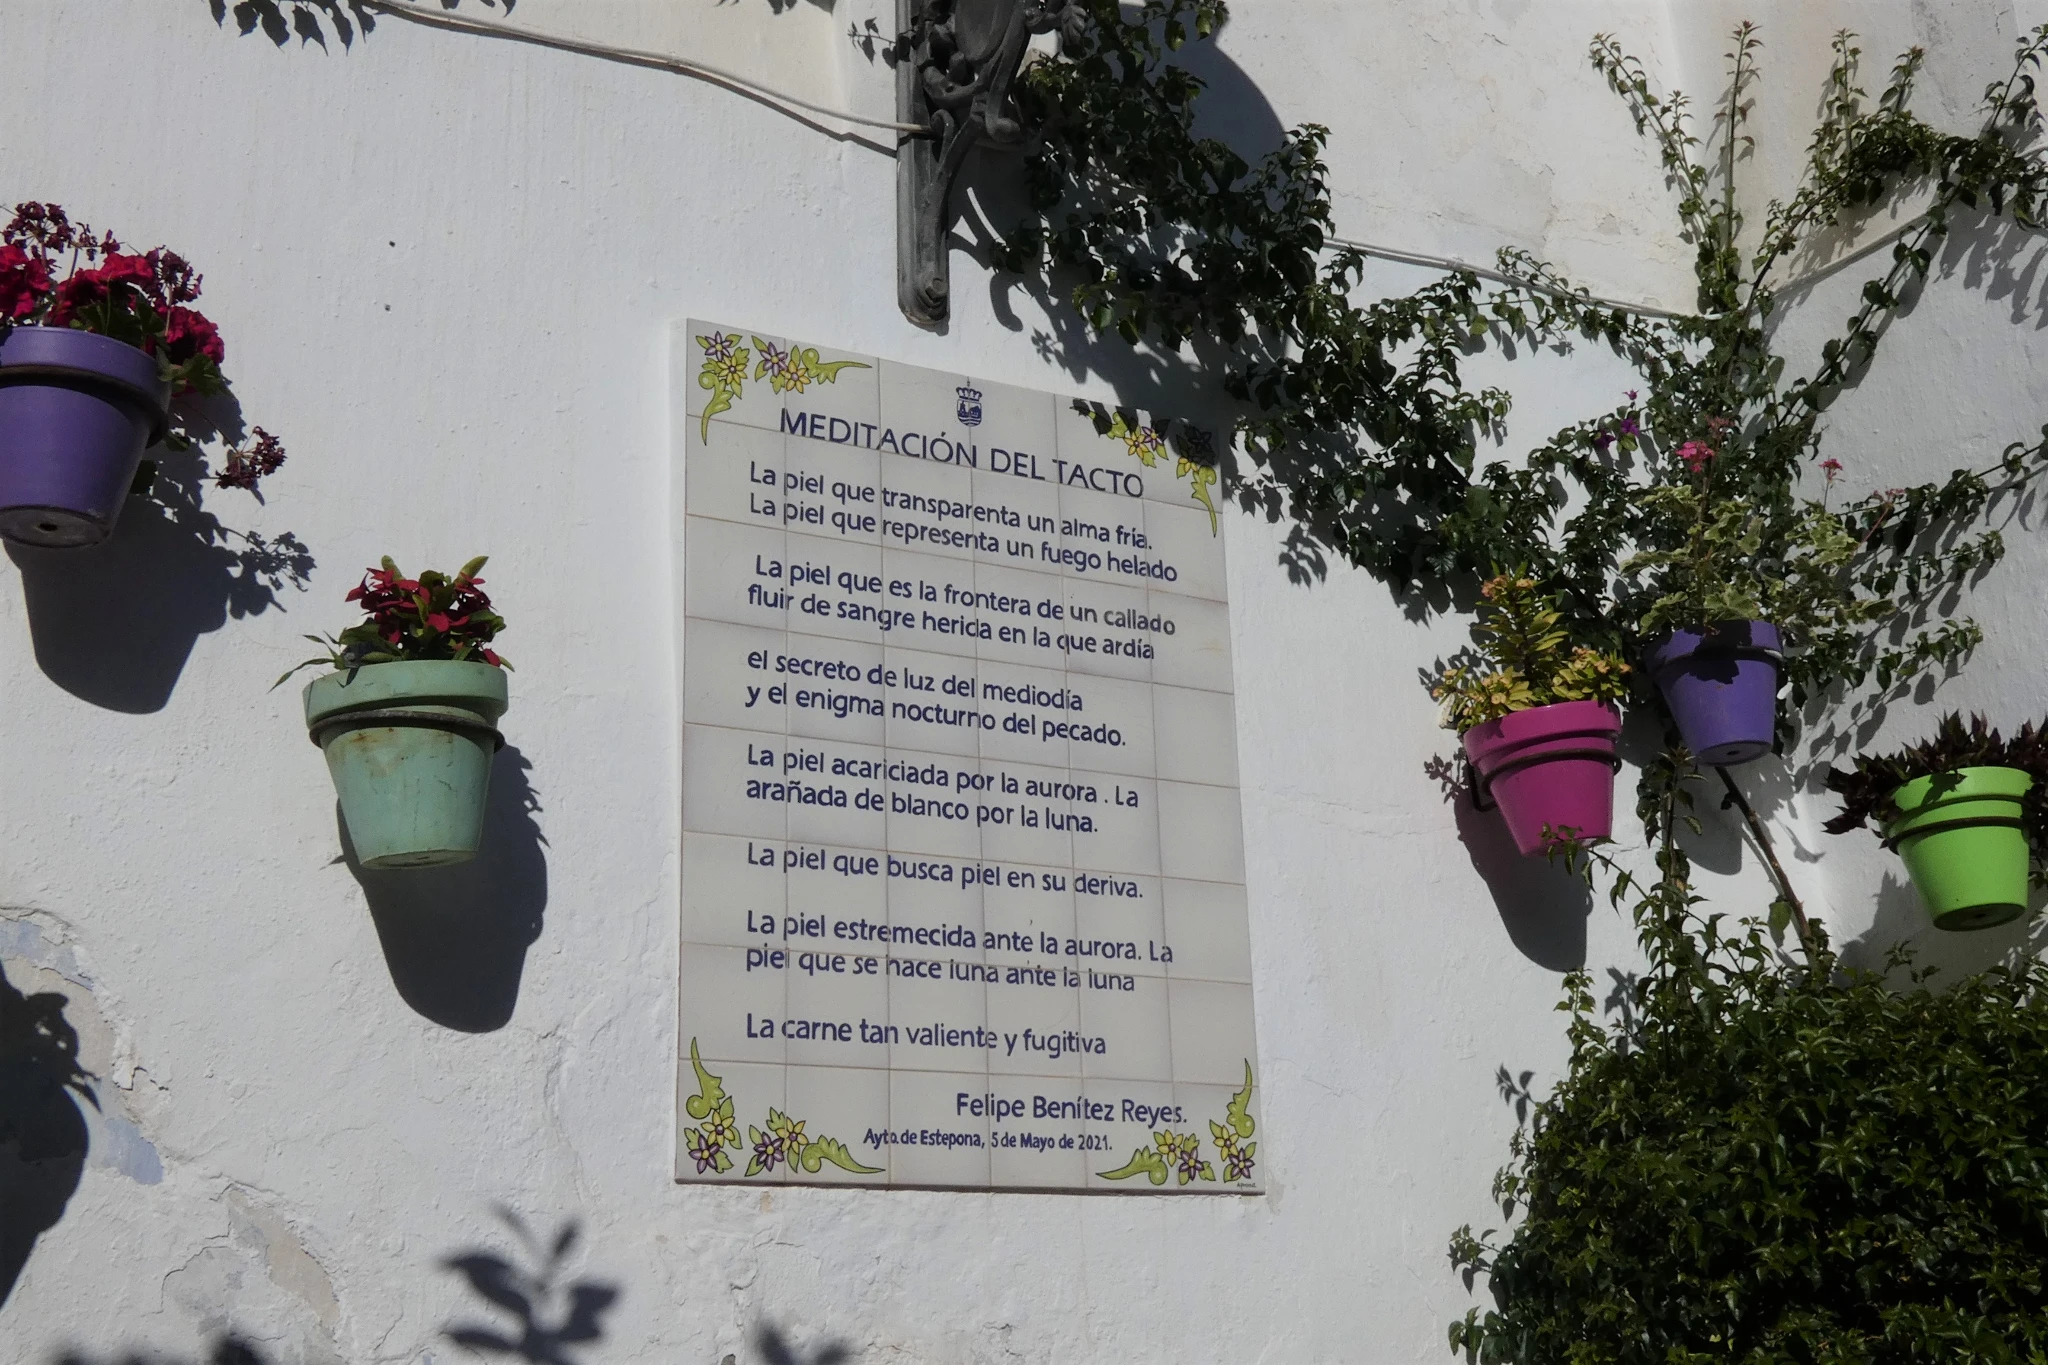 MEDITACIÓN DEL TACTO
La piel que transparenta un alma fría.
La piel que representa un fuego helado
La piel que es la frontera de un callado
fluir de sangre herida en la que ardía
el secreto de luz del mediodía
y el enigma nocturno del pecado.
La piel acariciada por la aurora . La
arañada de blanco por la luna.
La piel que busca piel en su deriva.
La piel estremecida ante la aurora. La
piel que se hace luna ante la luna
La carne tan valiente y fugitiva
Felipe Benítez Reyes.
Ayto. de Estepona, 5 de Mayo de 2021.